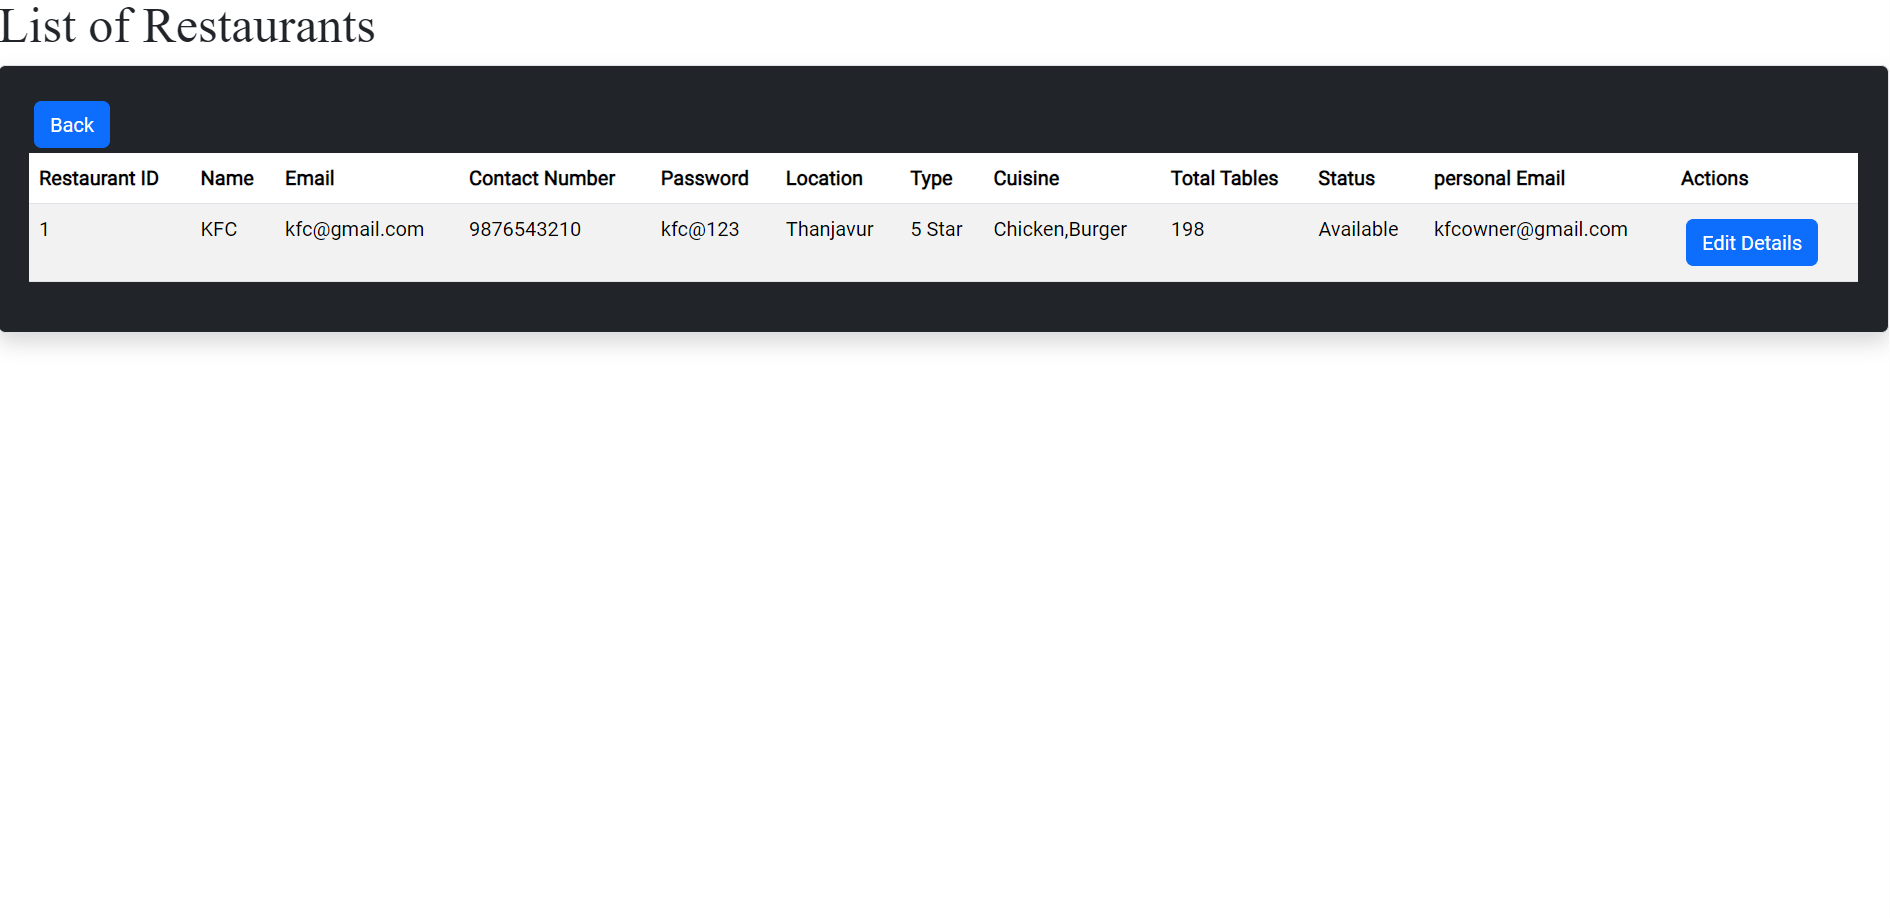 List of Restaurants
Back
Restaurant ID Name Email Contact Number Password Location Type Cuisine Total Tables Status personal Email Actions
1 KFC kfc@gmail.com 9876543210 kfc@123 Thanjavur 5 Star Chicken,Burger 198 Available kfcowner@gmail.com Edit Details